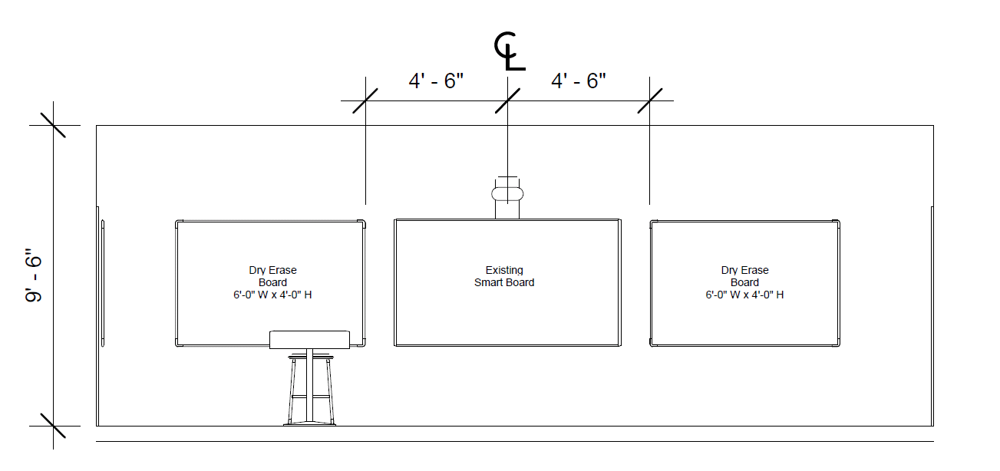 ℄
4' - 6"
4' - 6"
9' - 6"
Dry Erase
Board
6'-0" W x 4'-0" H
Existing
Smart Board
Dry Erase
Board
6'-0" W x 4'-0" H